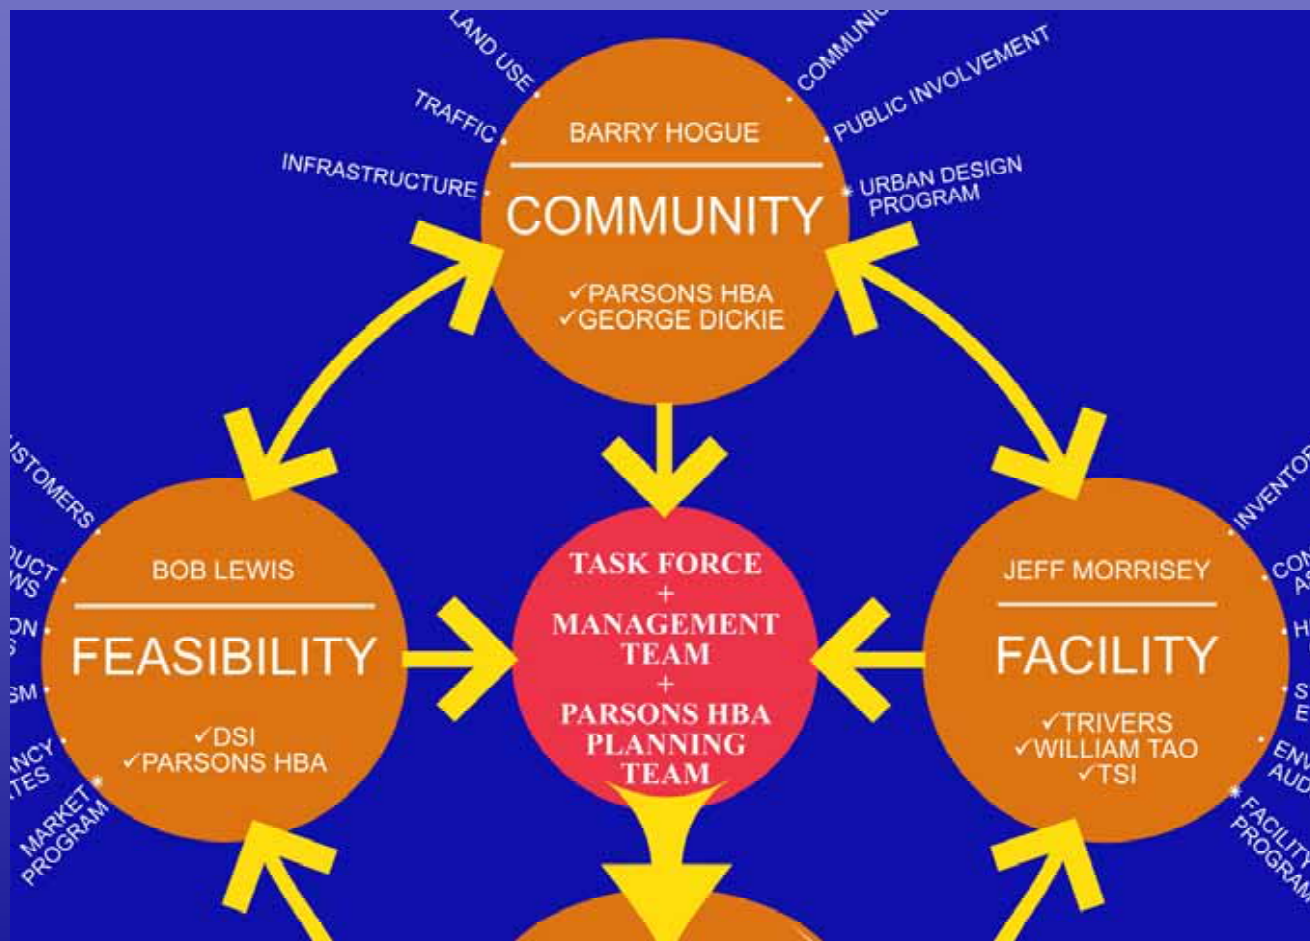 LAND USE
TRAFFIC
INFRASTRUCTURE
PUBLIC INVOLVEMENT
URBAN DESIGN
PROGRAM
BARRY HOGUE
COMMUNITY
✓PARSONS HBA
✓GEORGE DICKIE
BOB LEWIS
FEASIBILITY
✓DSI
✓PARSONS HBA
MARKET
PROGRAM
TASK FORCE
+
MANAGEMENT
TEAM
+
PARSONS HBA
PLANNING
TEAM
JEFF MORRISEY
FACILITY
✓TRIVERS
✓WILLIAM TAO
✓TSI
FACILITY
PROGRAM